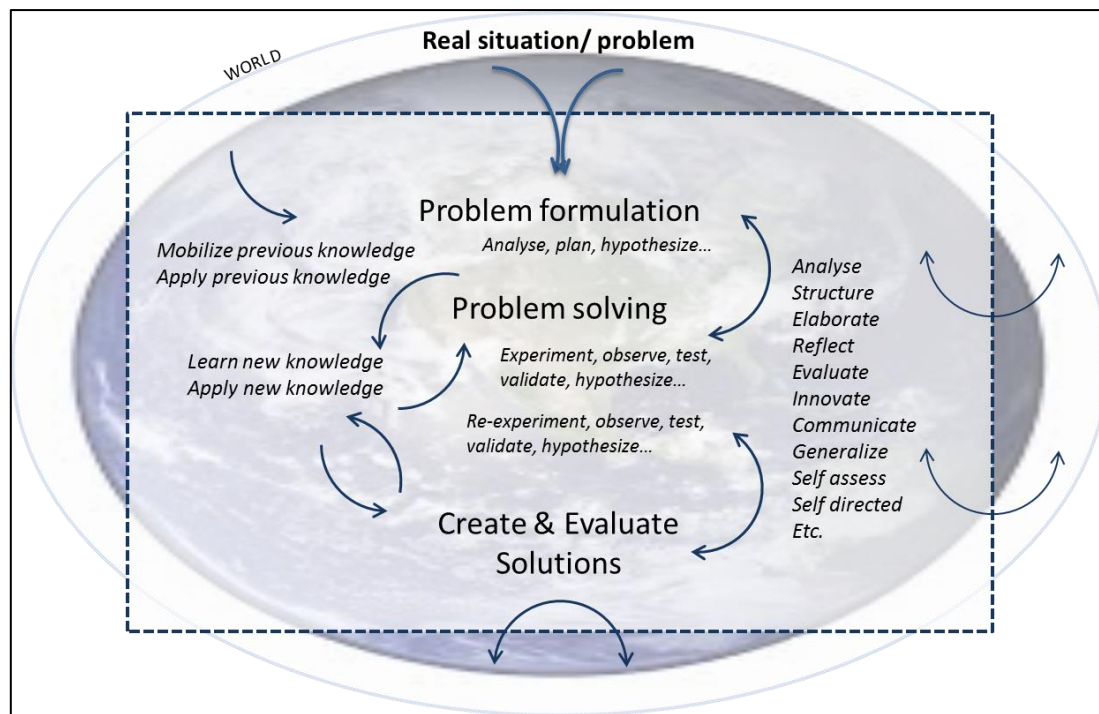 Real situation/ problem
WORLD
Problem formulation
Analyse, plan, hypothesize...
Mobilize previous knowledge
Apply previous knowledge
Problem solving
Experiment, observe, test,
validate, hypothesize...
Learn new knowledge
Apply new knowledge
Re-experiment, observe, test,
validate, hypothesize...
Create & Evaluate
Solutions
Analyse
Structure
Elaborate
Reflect
Evaluate
Innovate
Communicate
Generalize
Self assess
Self directed
Etc.